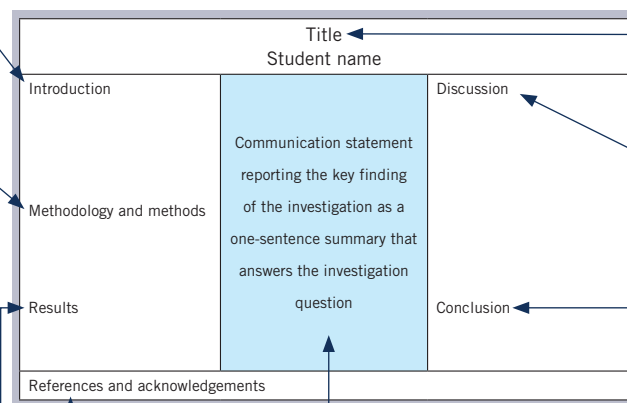 Title
Student name
Introduction
Methodology and methods
Results
Communication statement
reporting the key finding
of the investigation as a
one-sentence summary that
answers the investigation
question
Discussion
Conclusion
References and acknowledgements